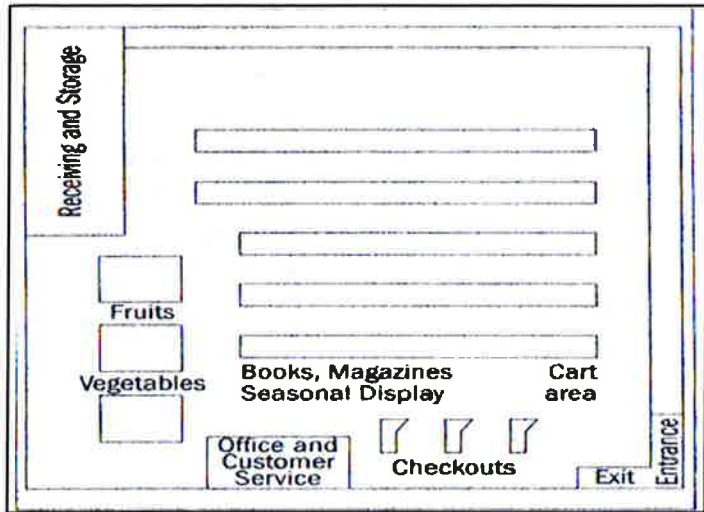 Receiving and Storage
Fruits
Vegetables
Books, Magazines
Seasonal Display
Cart
area
Office and
Customer
Service
Checkouts
Exit
Entrance